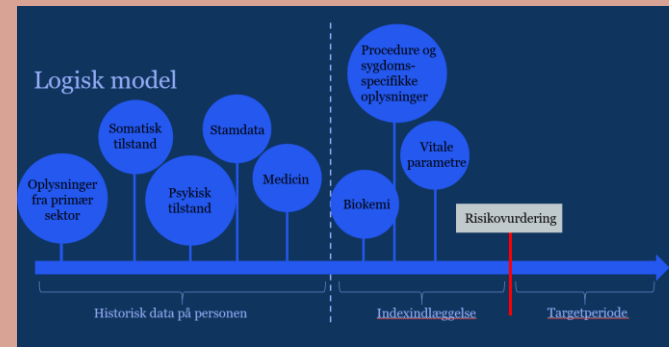 Logisk model
Oplysninger
fra primær
sektor
Somatisk
tilstand
Psykisk
tilstand
Stamdata
Medicin
Biokemi
Procedure og
sygdoms-
specifikke
oplysninger
Vitale
parametre
Risikovurdering
Historisk data på personen
Indexindlæggelse
Targetperiode